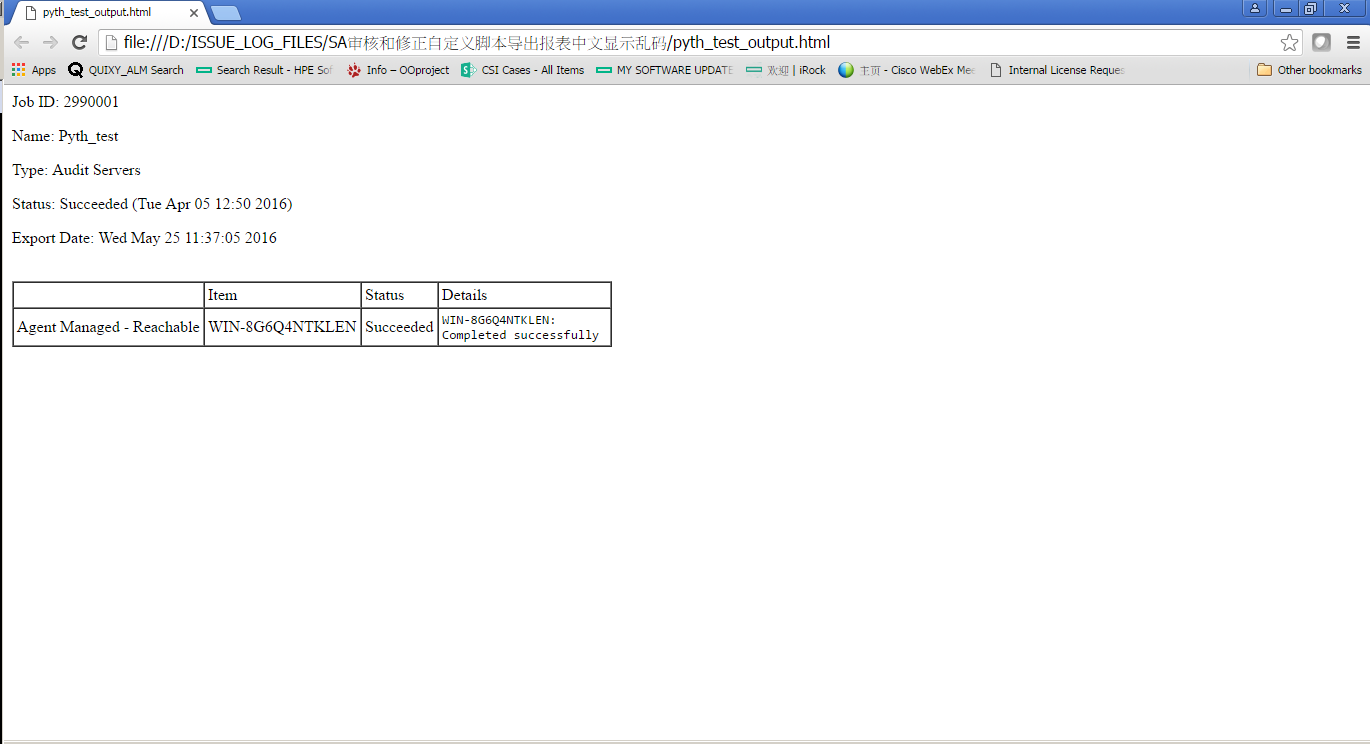 pyth_test_output.html
file:///D:/ISSUE_LOG_FILES/SA审核和修正自定义脚本导出报表中文显示乱码/pyth_test_output.html
Apps QUIXY_ALM Search Search Result - HPE Sof Info – OOproject CSI Cases - All Items MY SOFTWARE UPDATE 欢迎 | iRock 主页 - Cisco WebEx Mee Internal License Reques Other bookmarks
Job ID: 2990001
Name: Pyth_test
Type: Audit Servers
Status: Succeeded (Tue Apr 05 12:50 2016)
Export Date: Wed May 25 11:37:05 2016
Item Status Details
Agent Managed - Reachable WIN-8G6Q4NTKLEN Succeeded WIN-8G6Q4NTKLEN:
Completed successfully